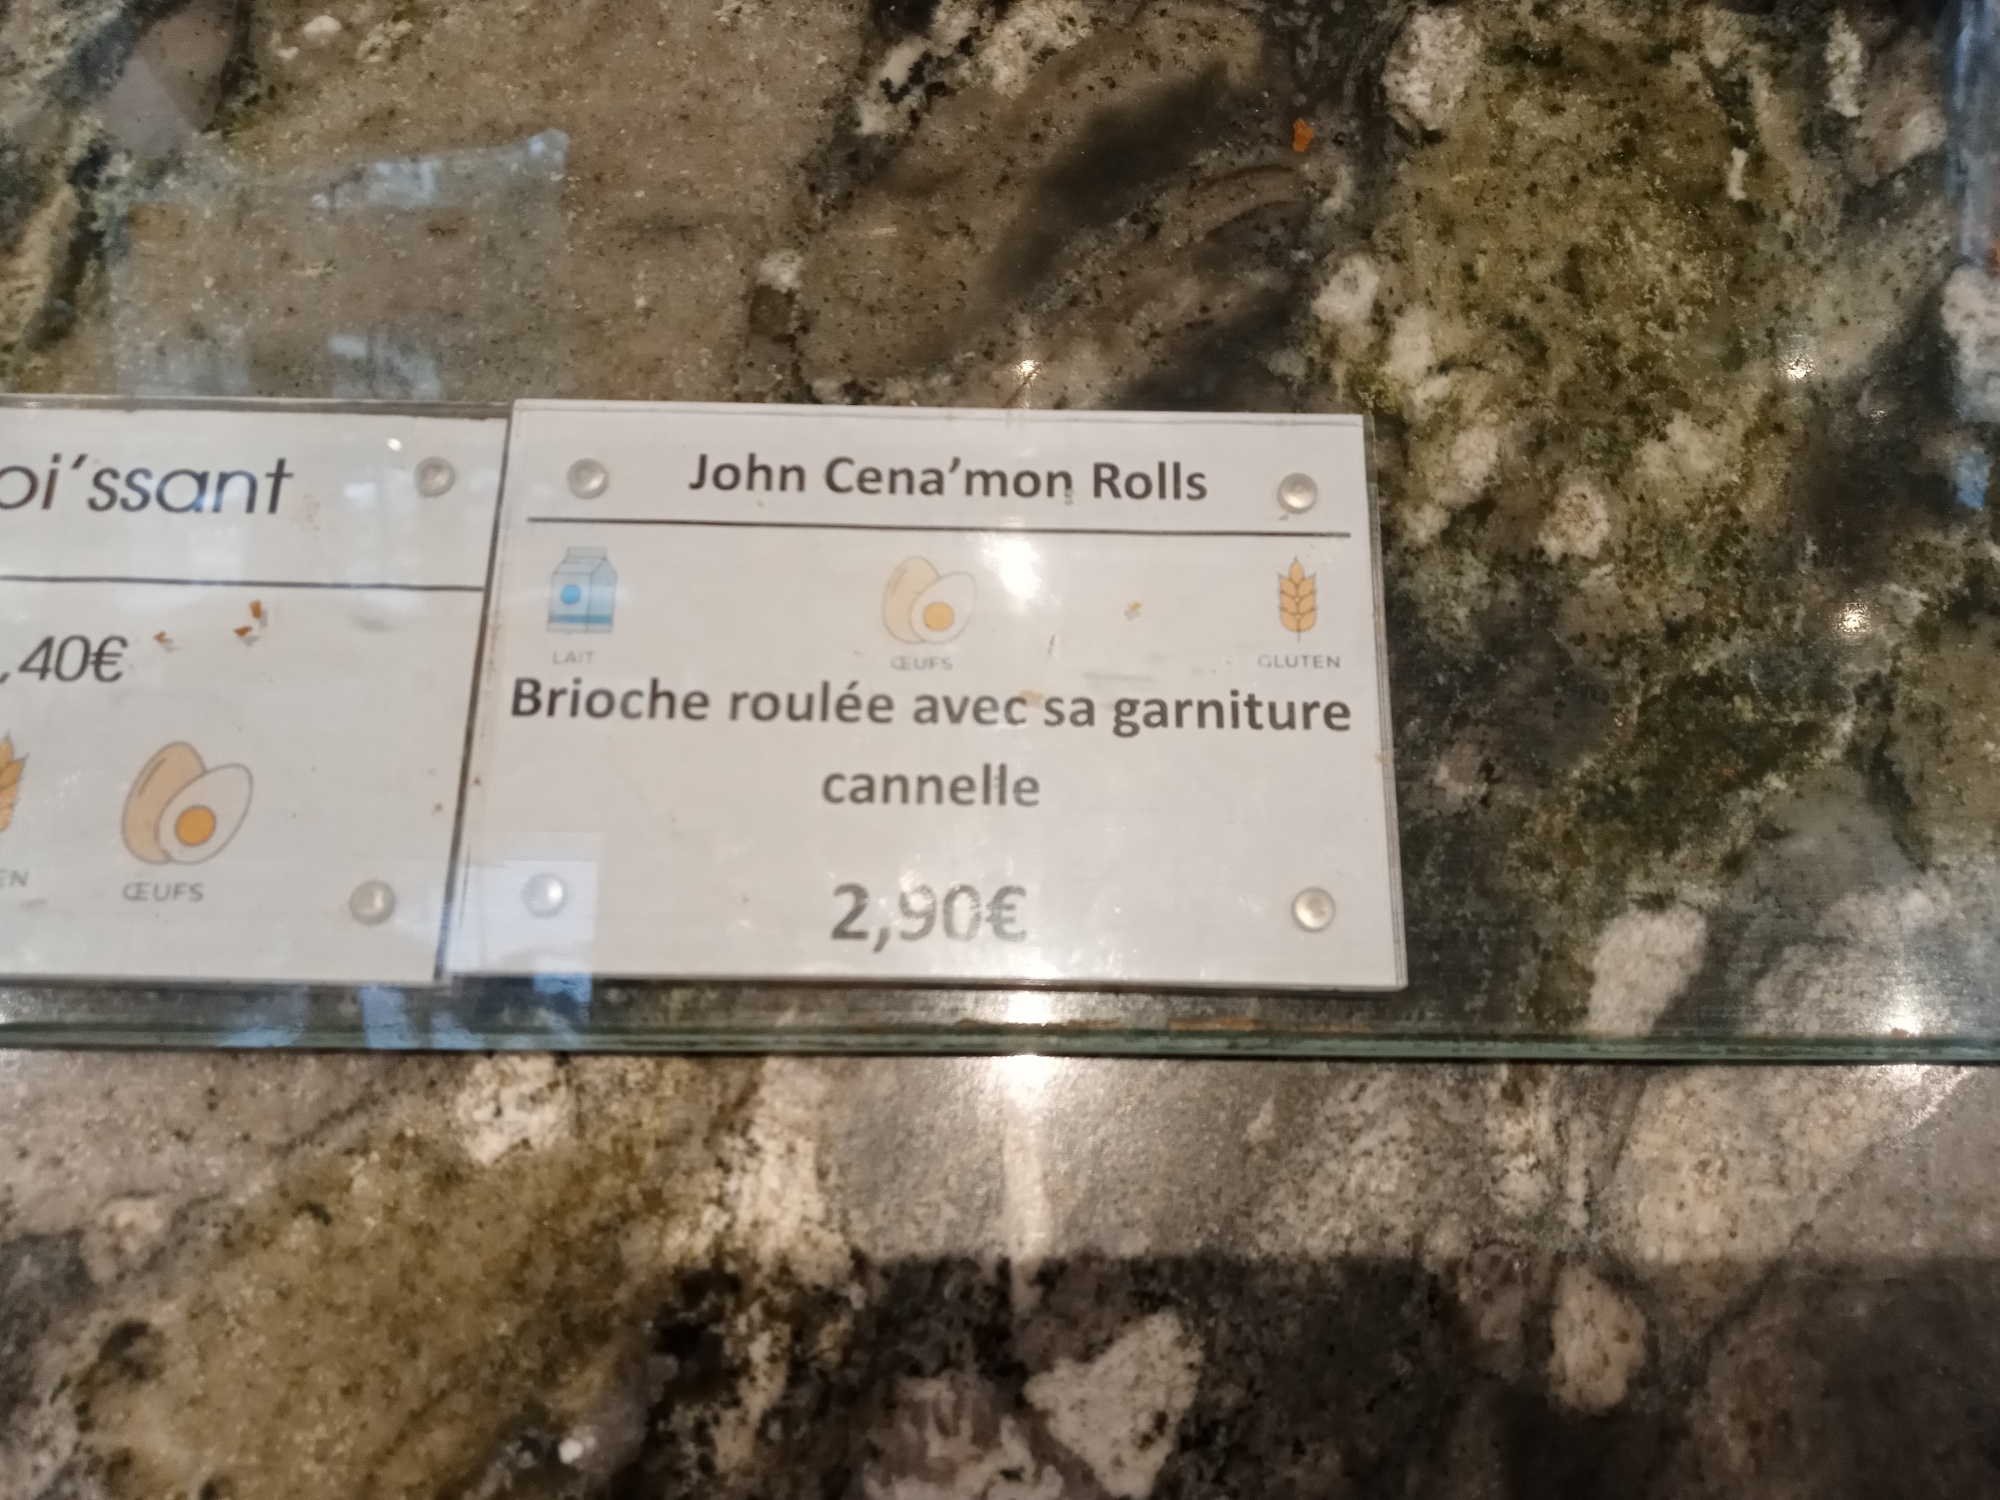 oi'ssant
,40€
EN
ŒUFS
John Cena'mon Rolls
LAIT
ŒUFS
GLUTEN
Brioche roulée avec sa garniture
cannelle
2,90€